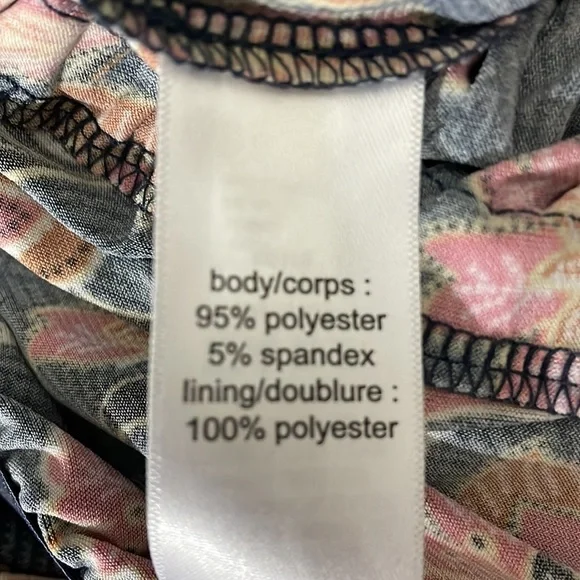 body/corps :
95% polyester
5% spandex
lining/doublure :
100% polyester